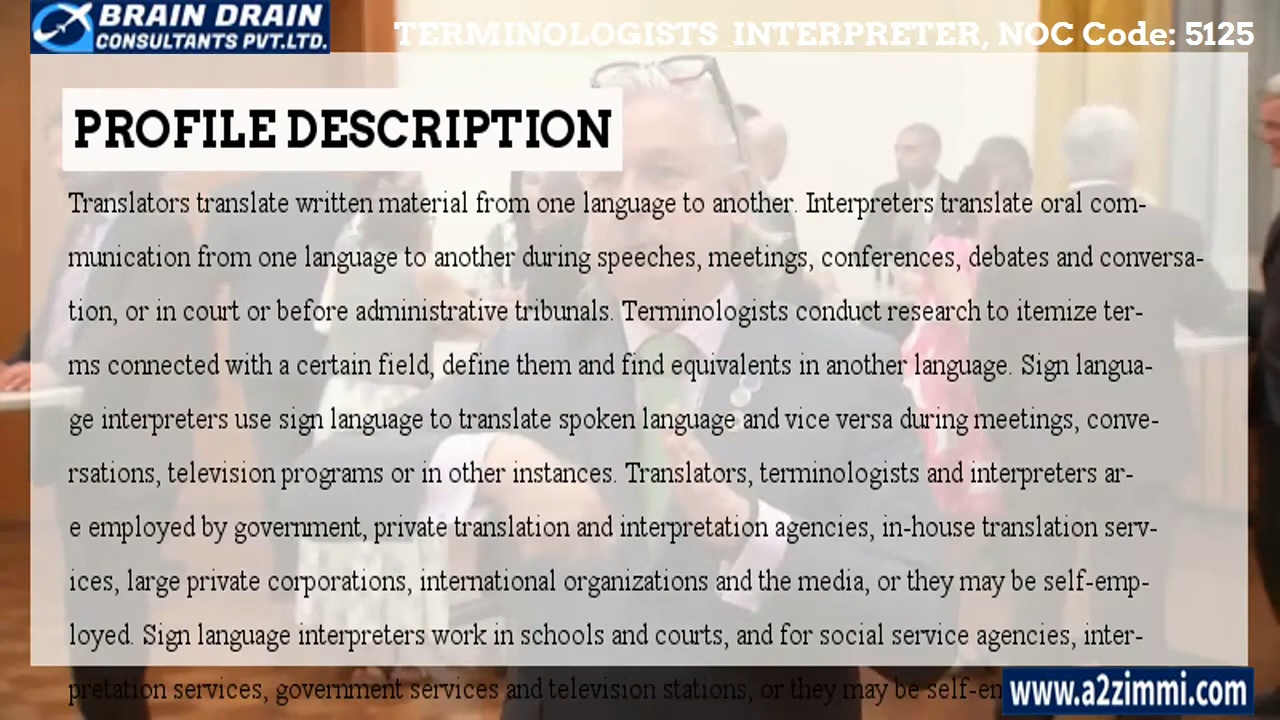 BRAIN DRAIN
CONSULTANTS PVT.LTD.
TERMINOLOGISTS_INTERPRETER, NOC Code: 5125
PROFILE DESCRIPTION
Translators translate written material from one language to another. Interpreters translate oral com-
munication from one language to another during speeches, meetings, conferences, debates and conversa-
tion, or in court or before administrative tribunals. Terminologists conduct research to itemize ter-
ms connected with a certain field, define them and find equivalents in another language. Sign langua-
ge interpreters use sign language to translate spoken language and vice versa during meetings, conve-
rsations, television programs or in other instances. Translators, terminologists and interpreters ar-
e employed by government, private translation and interpretation agencies, in-house translation serv-
ices, large private corporations, international organizations and the media, or they may be self-emp-
loyed. Sign language interpreters work in schools and courts, and for social service agencies, inter-
pretation services, government services and television stations, or they may be
www.a2zimmi.com